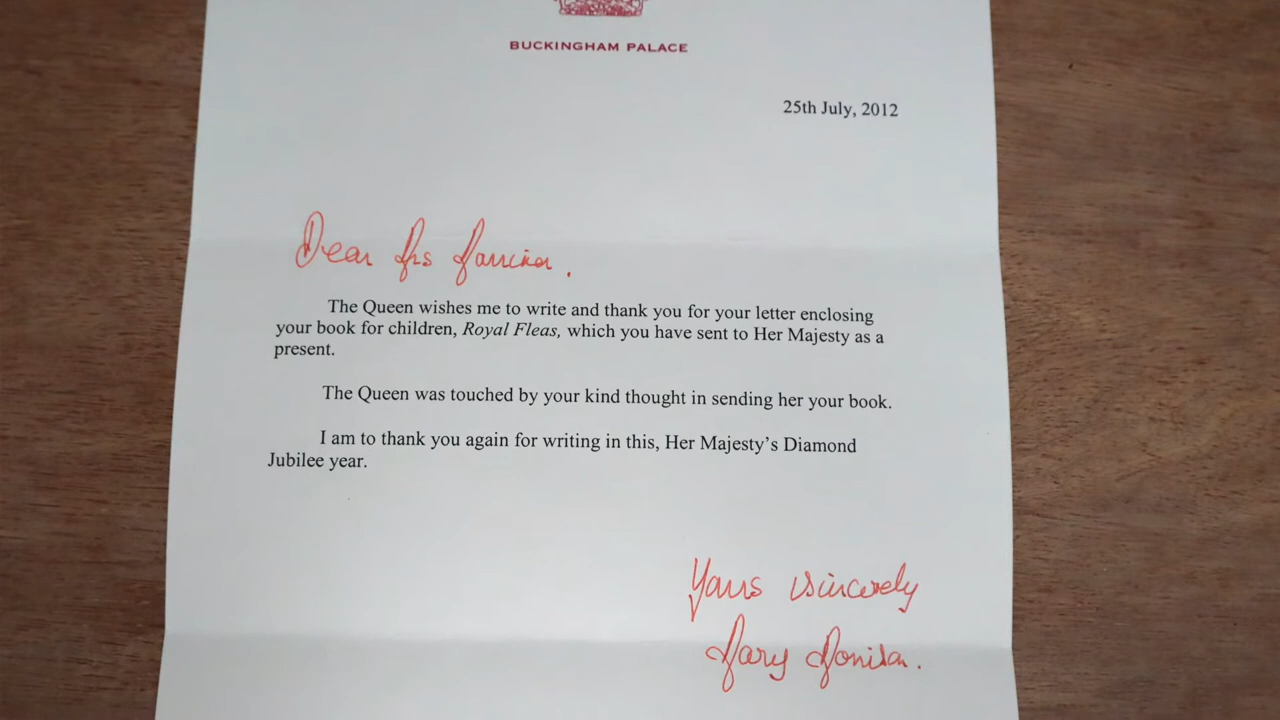 BUCKINGHAM PALACE
25th July, 2012
Dear Mrs
The Queen wishes me to write and thank you for your letter enclosing
your book for children, Royal Fleas, which you have sent to Her Majesty as a
present.
The Queen was touched by your kind thought in sending her your book.
I am to thank you again for writing in this, Her Majesty's Diamond
Jubilee year.
Yours sincerely
Mary